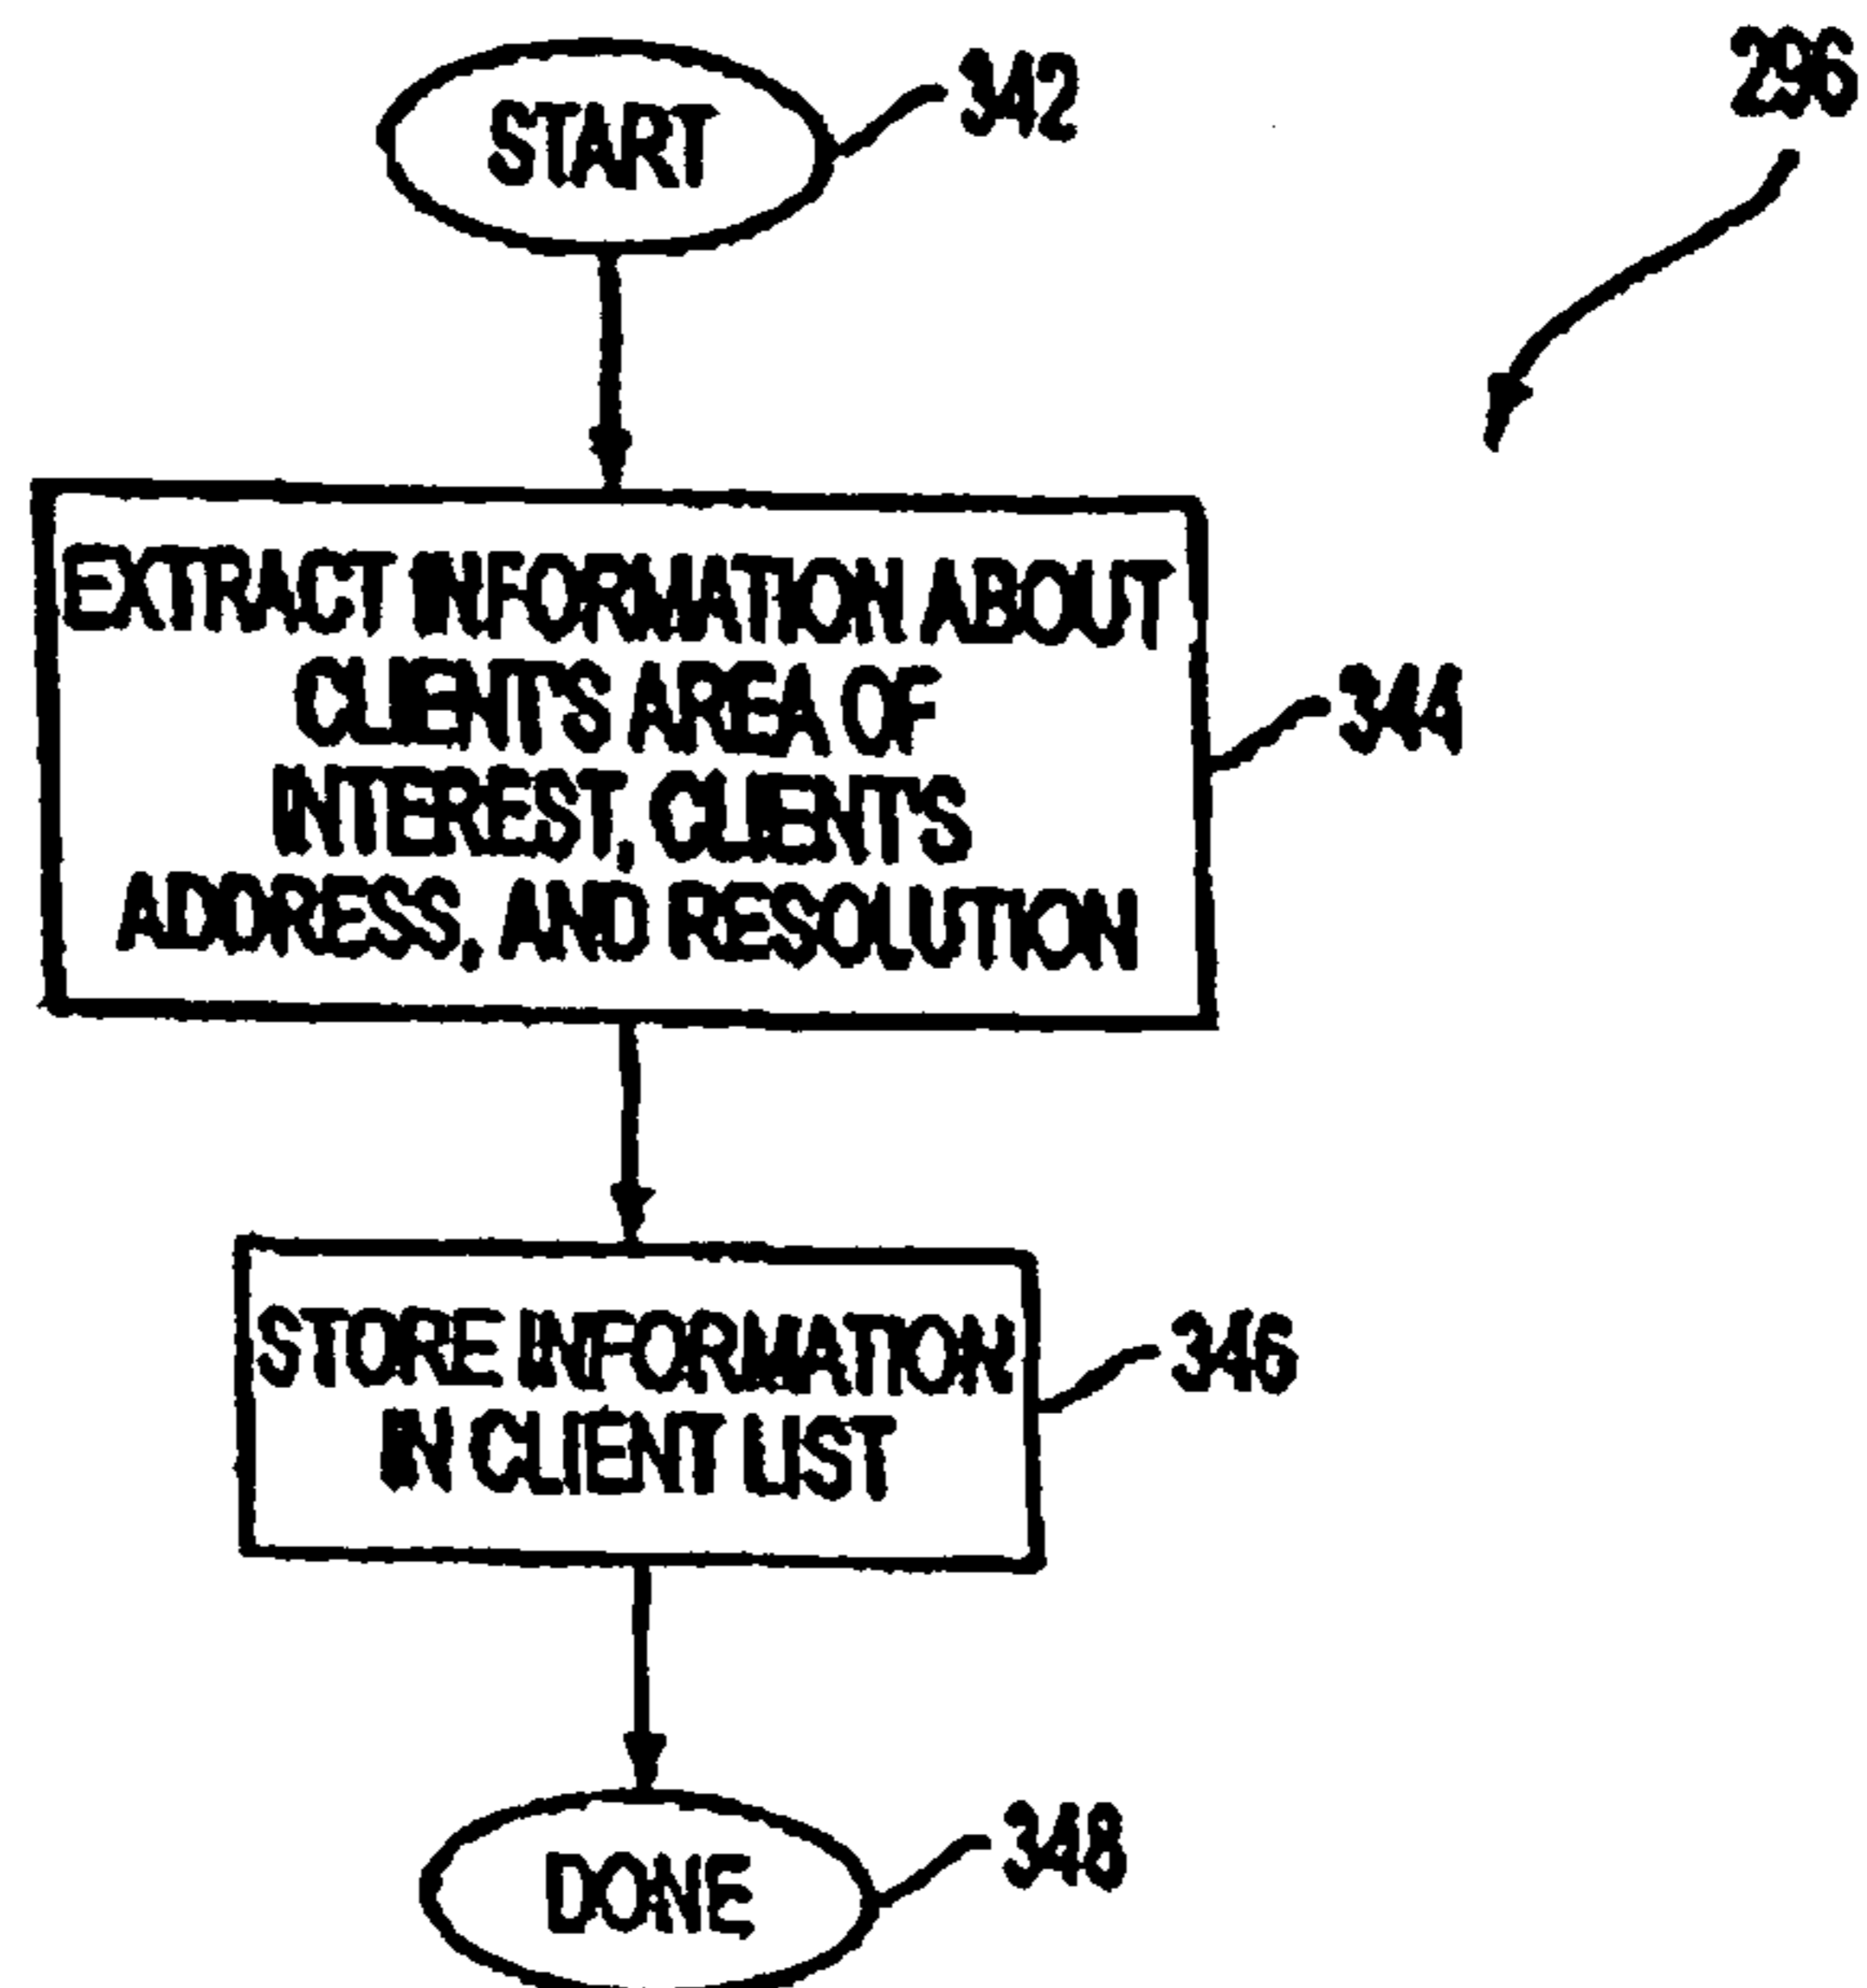 START
342
296
EXTRACT INFORMATION ABOUT
CLIENT'S AREA OF
INTEREST, CLIENT'S
ADDRESS, AND RESOLUTION
344
STORE INFORMATION
IN CLIENT LIST
346
DONE
348